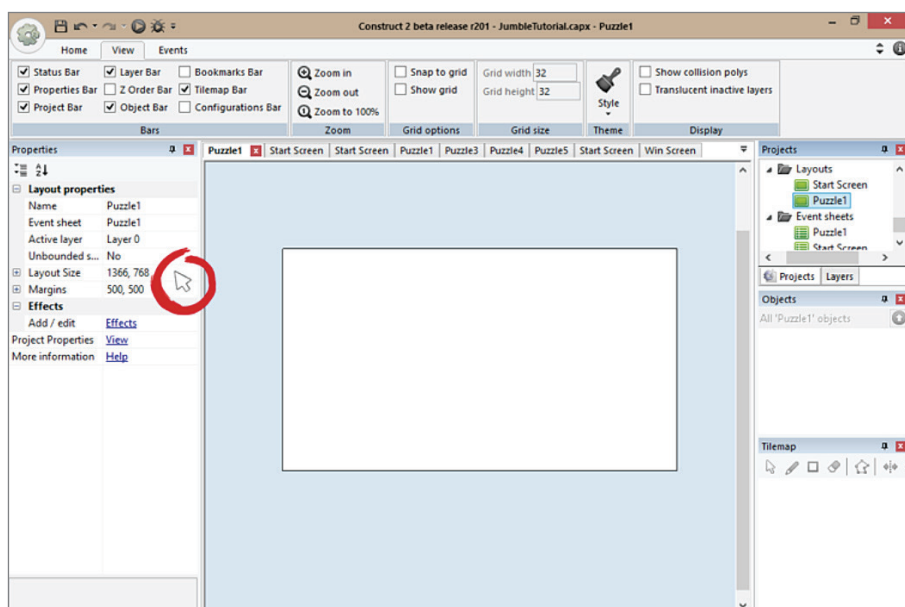 Construct 2 beta release r201 - JumbleTutorial.capx - Puzzle1
Home View Events
Status Bar Layer Bar Bookmarks Bar Zoom in Snap to grid Grid width 32 Show collision polys
Properties Bar Z Order Bar Tilemap Bar Zoom out Show grid Grid height 32 Style Translucent inactive layers
Project Bar Object Bar Configurations Bar Zoom to 100%
Bars Zoom Grid options Grid size Theme Display
Properties
Layout properties
Name Puzzle1
Event sheet Puzzle1
Active layer Layer 0
Unbounded s... No
Layout Size 1366, 768
Margins 500, 500
Effects
Add / edit Effects
Project Properties View
More information Help
Puzzle1 Start Screen Start Screen Puzzle1 Puzzle3 Puzzle4 Puzzle5 Start Screen Win Screen
Projects
Layouts
Start Screen
Puzzle1
Event sheets
Puzzle1
Start Screen
Projects Layers
Objects
All 'Puzzle1' objects
Tilemap